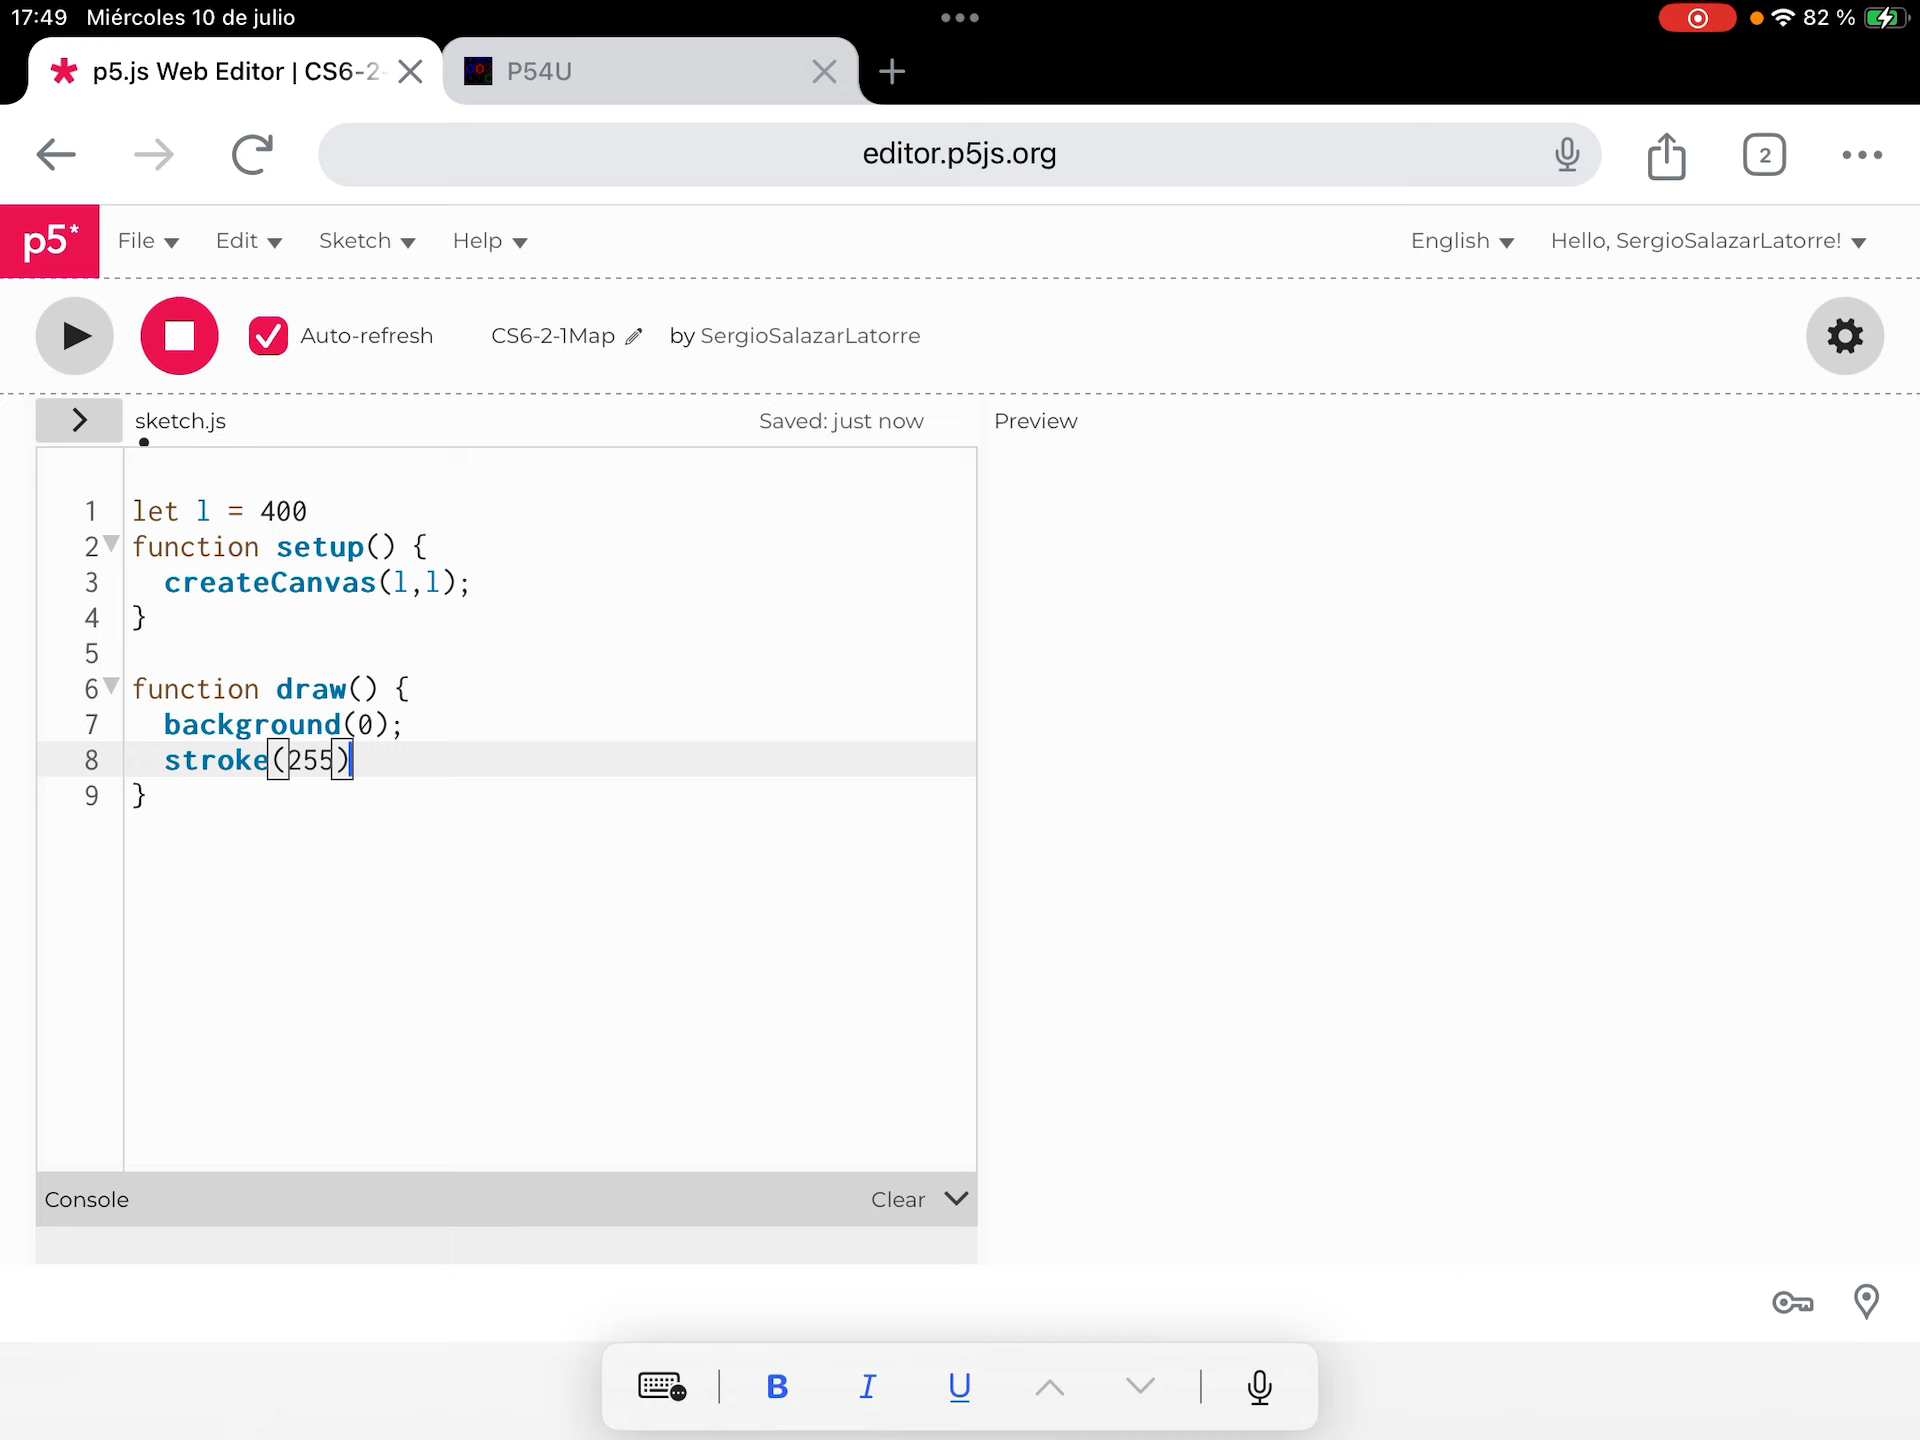 17:49 Miércoles 10 de julio 82 %
p5.js Web Editor | CS6-2- P54U
editor.p5js.org 2
p5* File Edit Sketch Help English Hello, SergioSalazarLatorre!
Auto-refresh CS6-2-1Map by SergioSalazarLatorre
sketch.js Saved: just now Preview
1 let l = 400
2 function setup() {
3 createCanvas(l,l);
4 }
5
6 function draw() {
7 background(0);
8 stroke(255)
9 }
Console Clear
B I U